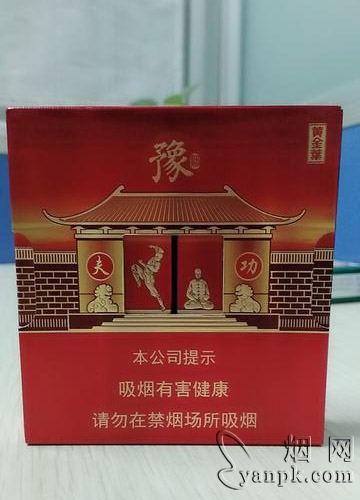 豫
黄金葉
夫 功
本公司提示
吸烟有害健康
请勿在禁烟场所吸烟
烟网
yanpk.com